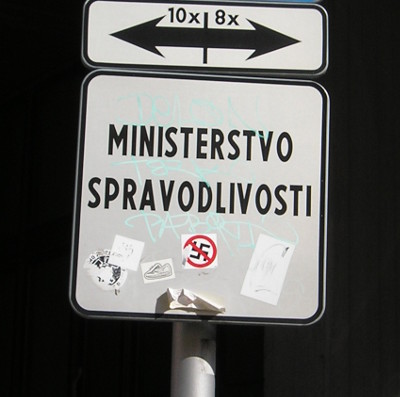 10x 8x
MINISTERSTVO
SPRAVODLIVOSTI